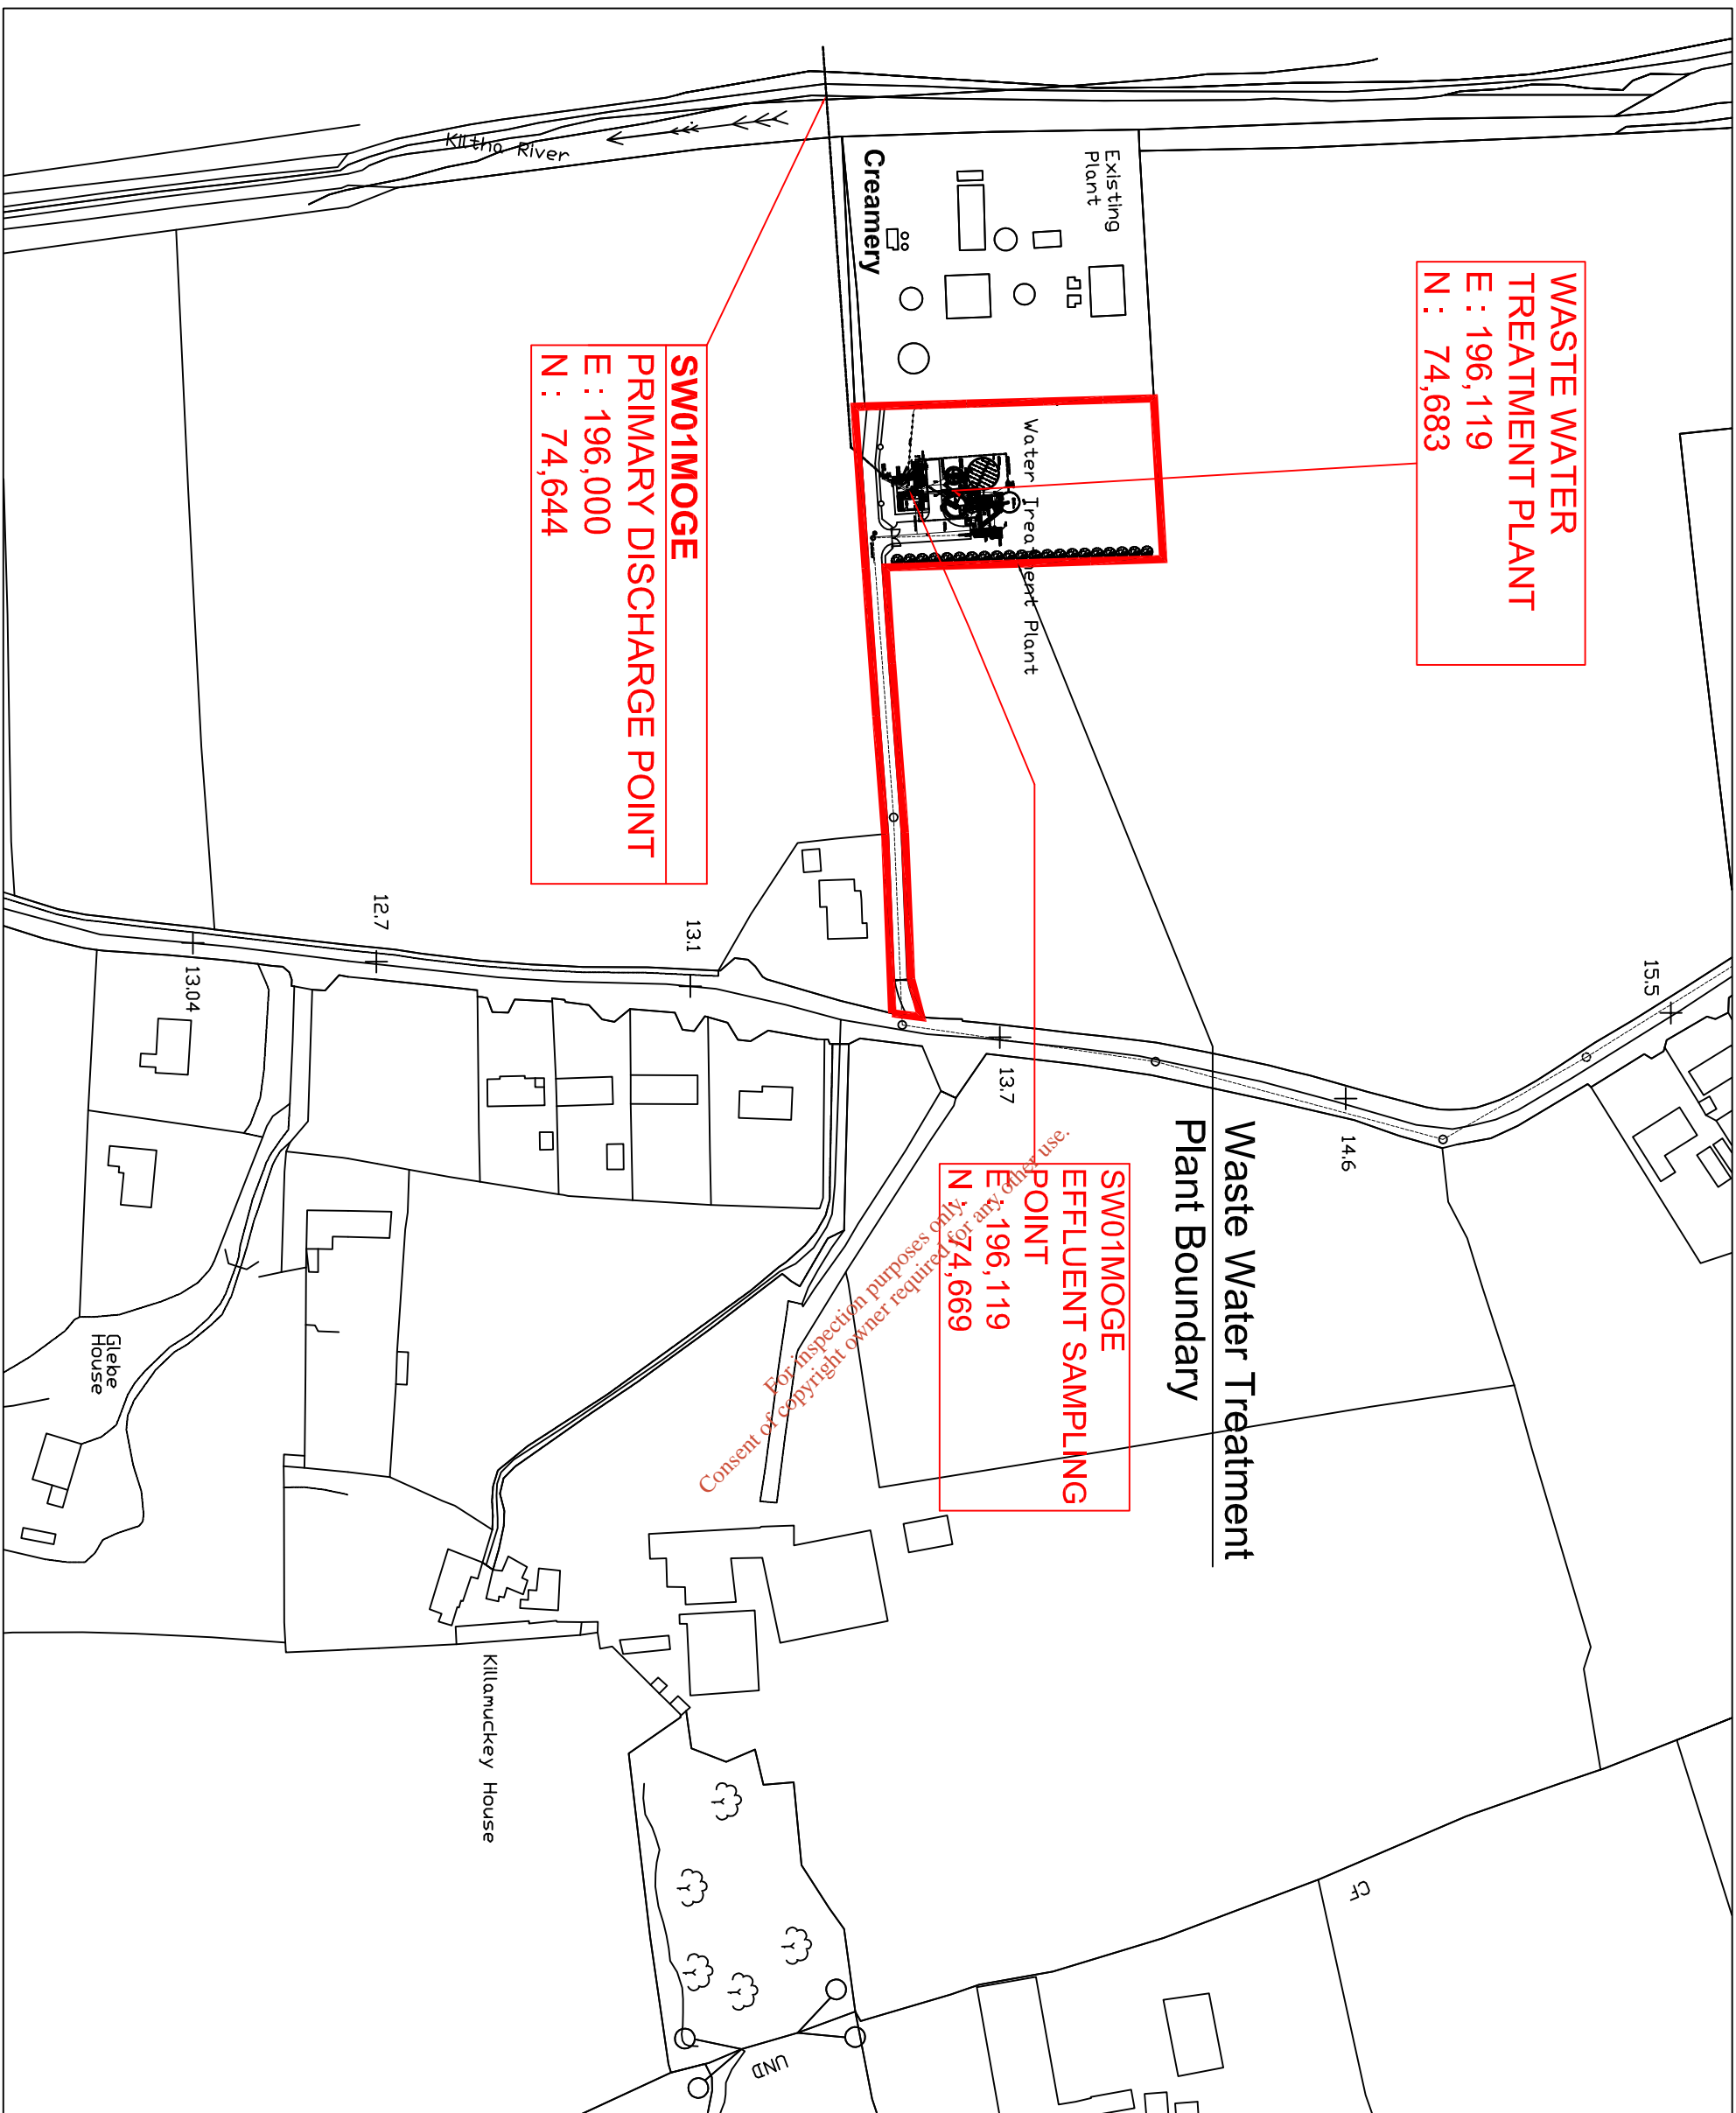 WASTE WATER
TREATMENT PLANT
E : 196,119
N : 74,683
Existing
Plant
Creamery
Kiltha River
Water Treatment Plant
SW01MOGE
PRIMARY DISCHARGE POINT
E : 196,000
N : 74,644
15.5
14.6
13.7
13.1
12.7
13.04
Waste Water Treatment
Plant Boundary
SW01MOGE
EFFLUENT SAMPLING
POINT
E : 196,119
N : 74,669
For inspection purposes only.
Consent of copyright owner required for any other use.
Glebe
House
Killamuckey House
CF
UND